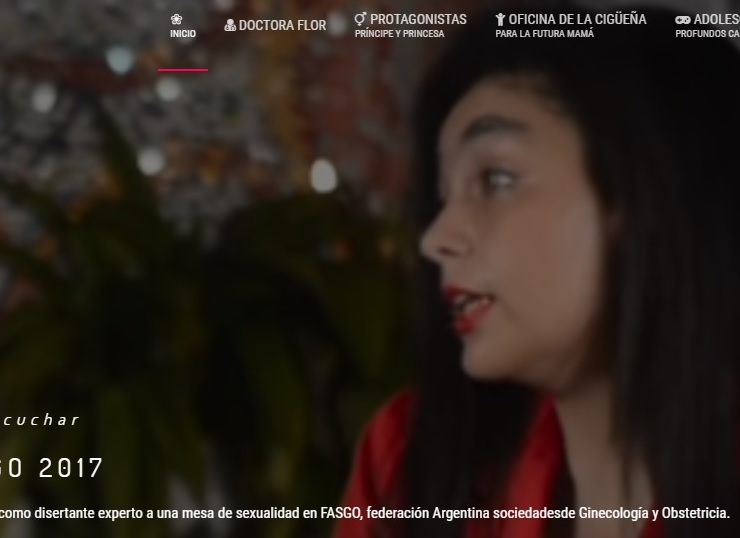 INICIO
DOCTORA FLOR
PROTAGONISTAS
PRÍNCIPE Y PRINCESA
OFICINA DE LA CIGÜEÑA
PARA LA FUTURA MAMÁ
ADOLES
PROFUNDOS CA
cuchar
GO 2017
como disertante experto a una mesa de sexualidad en FASGO, federación Argentina sociedadesde Ginecología y Obstetricia.